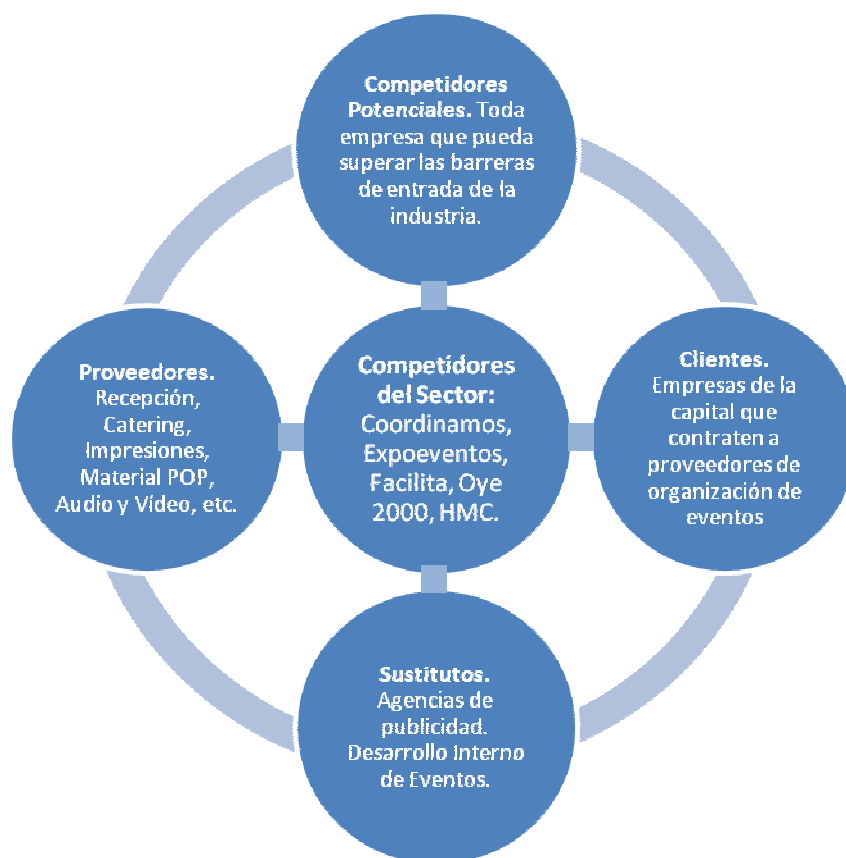 Competidores
Potenciales. Toda
empresa que pueda
superar las barreras
de entrada de la
industria.
Proveedores.
Recepción,
Catering,
Impresiones,
Material POP,
Audio y Vídeo, etc.
Competidores
del Sector:
Coordinamos,
Expoeventos,
Facilita, Oye
2000, HMC.
Clientes.
Empresas de la
capital que
contraten a
proveedores de
organización de
eventos
Sustitutos.
Agencias de
publicidad.
Desarrollo Interno
de Eventos.